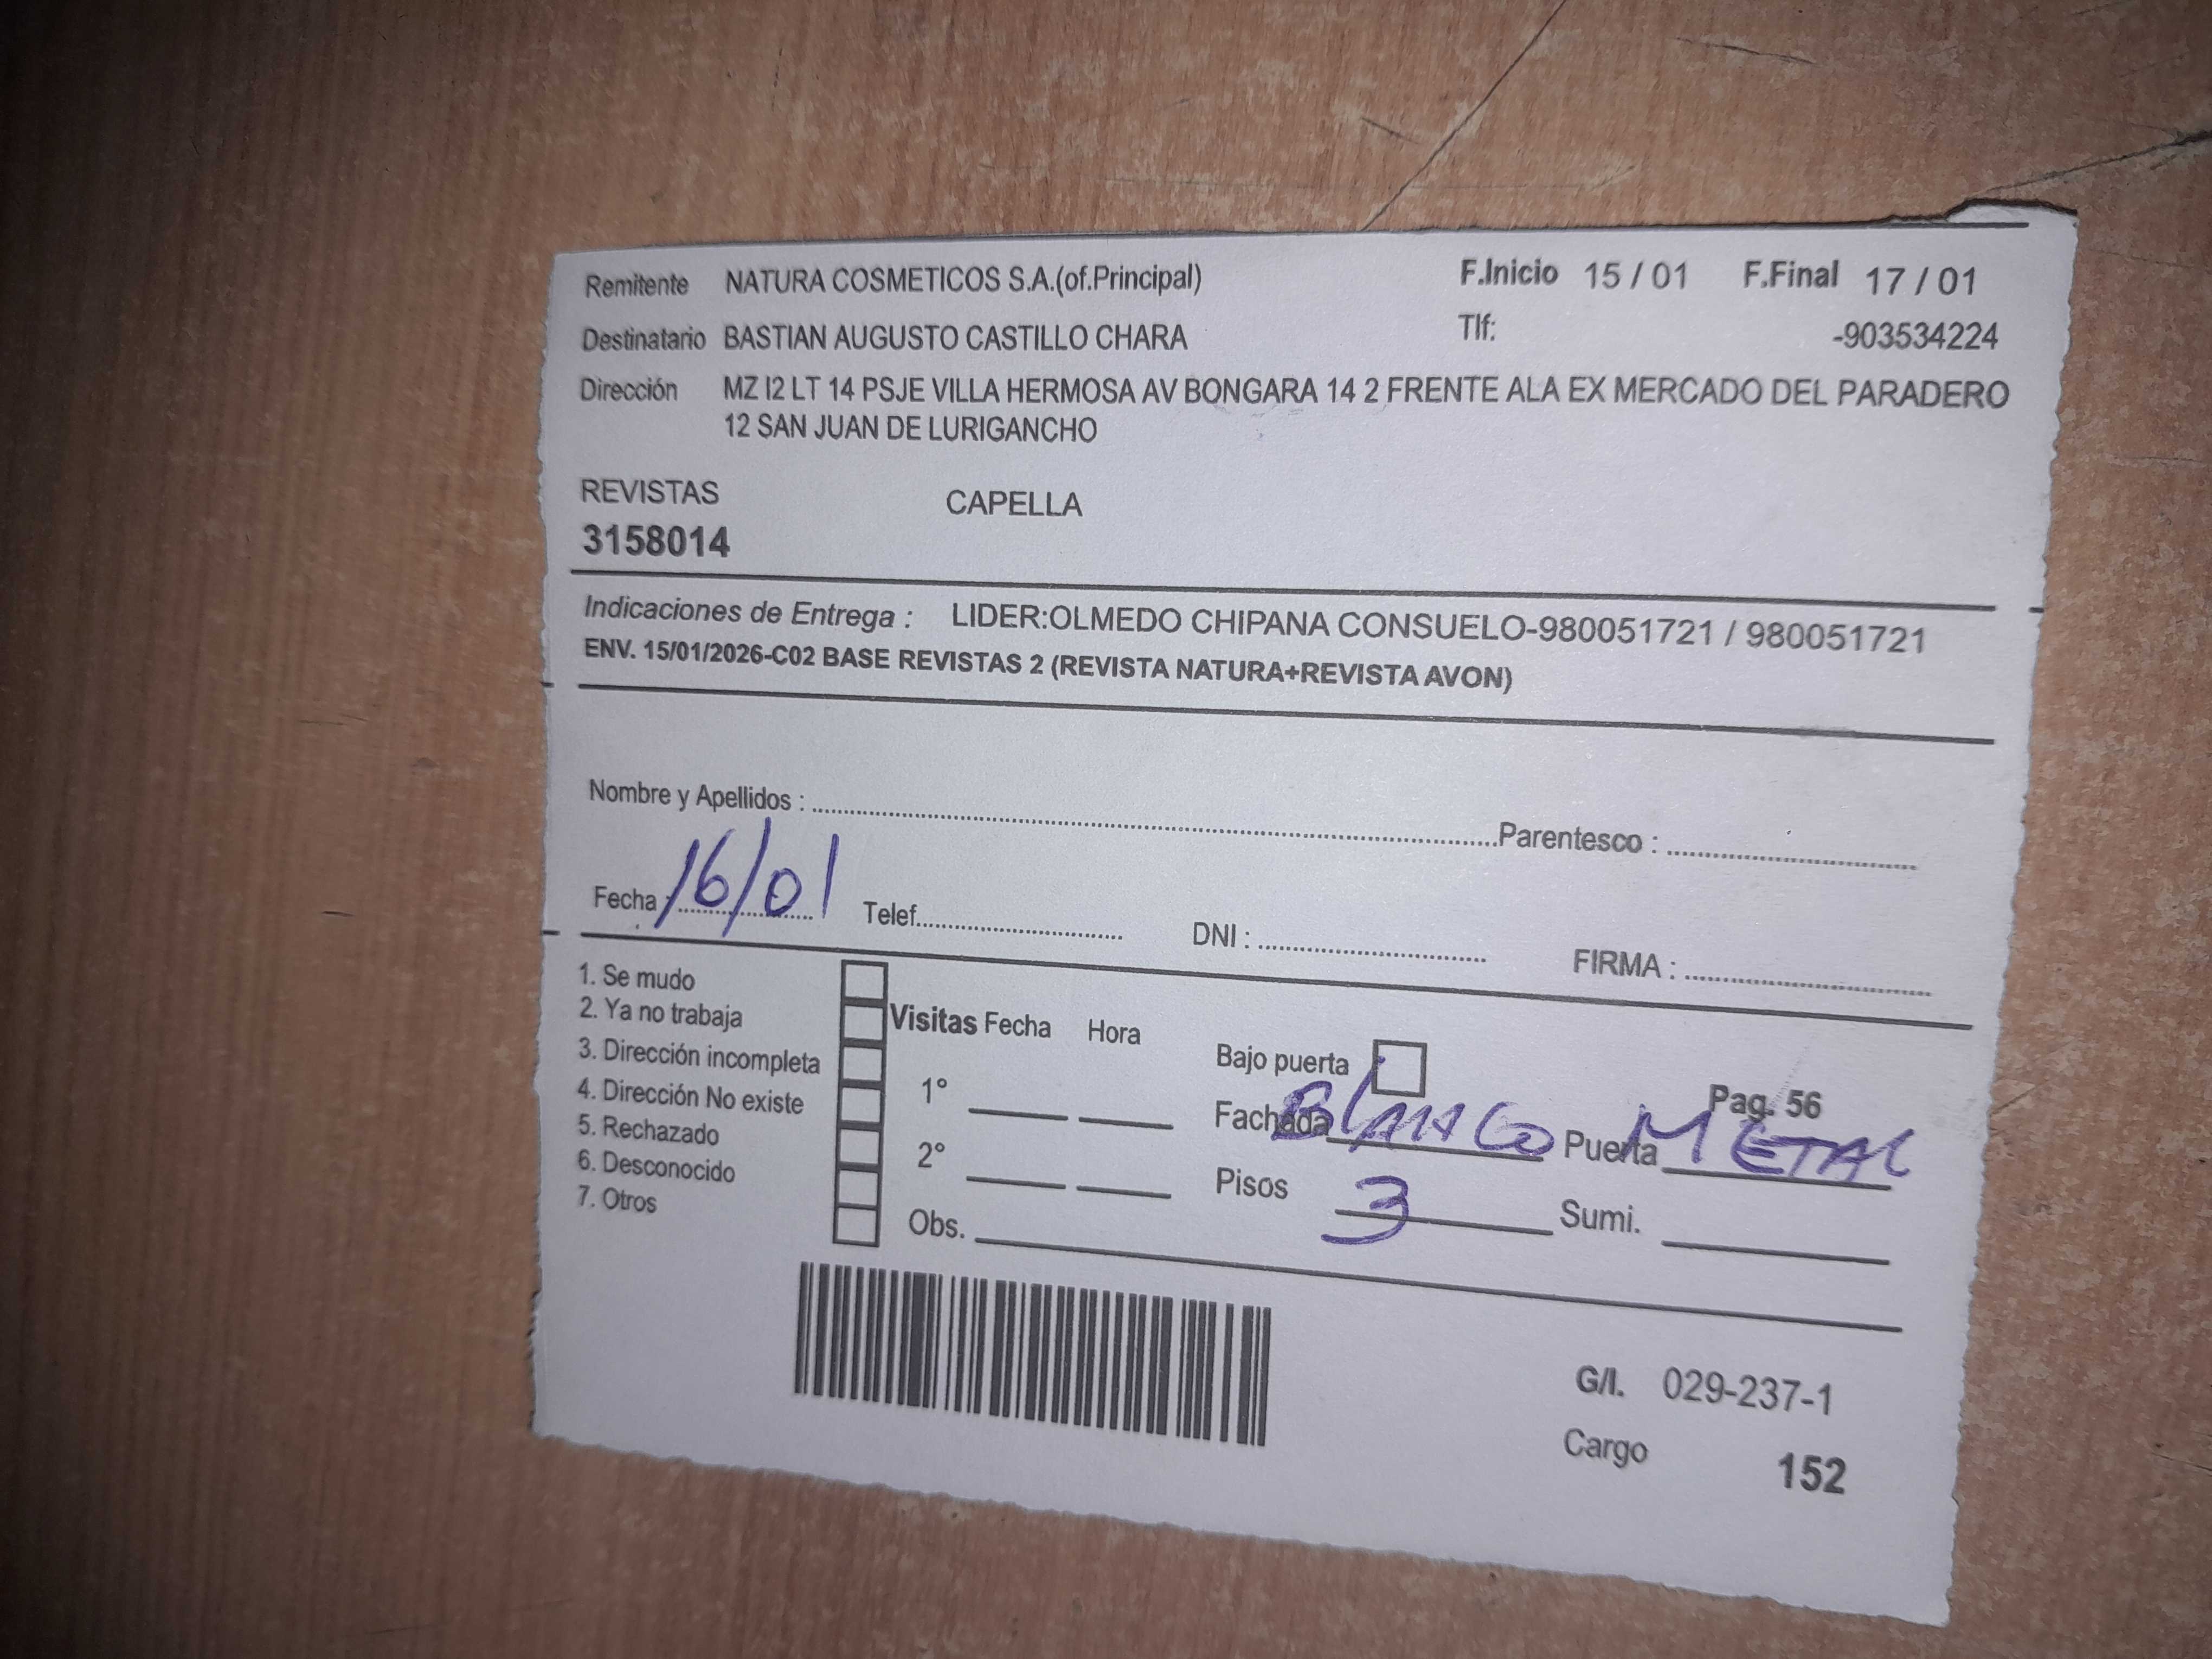 Remitente NATURA COSMETICOS S.A.(of.Principal) F.Inicio 15 / 01 F.Final 17 / 01
Destinatario BASTIAN AUGUSTO CASTILLO CHARA Tlf: -903534224
Dirección MZ I2 LT 14 PSJE VILLA HERMOSA AV BONGARA 14 2 FRENTE ALA EX MERCADO DEL PARADERO
12 SAN JUAN DE LURIGANCHO
REVISTAS CAPELLA
3158014
Indicaciones de Entrega : LIDER:OLMEDO CHIPANA CONSUELO-980051721 / 980051721
ENV. 15/01/2026-C02 BASE REVISTAS 2 (REVISTA NATURA+REVISTA AVON)
Nombre y Apellidos : Parentesco :
Fecha 16/01 Telef. DNI : FIRMA :
1. Se mudo
2. Ya no trabaja Visitas Fecha Hora
3. Dirección incompleta Bajo puerta Pag. 56
4. Dirección No existe 1° Fachada BLANCO Puerta METAL
5. Rechazado
6. Desconocido 2° Pisos 3 Sumi.
7. Otros Obs.
G/I. 029-237-1
Cargo 152